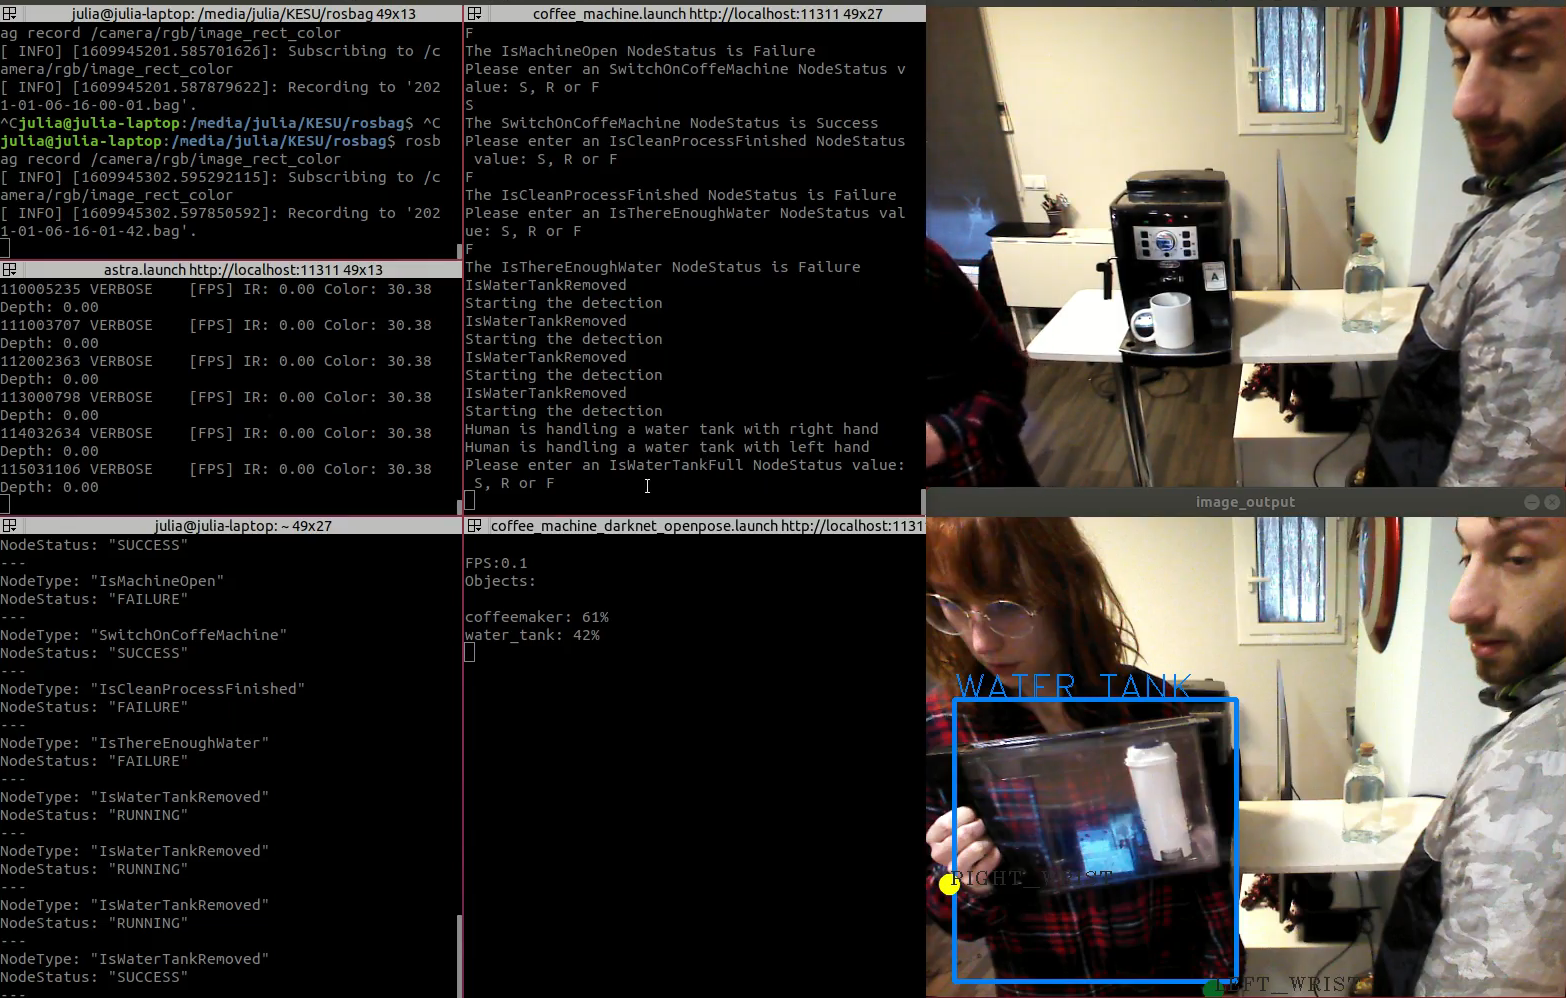 julia@julia-laptop: /media/julia/KESU/rosbag 49x13
ag record /camera/rgb/image_rect_color
[ INFO] [1609945201.585701626]: Subscribing to /c
amera/rgb/image_rect_color
[ INFO] [1609945201.587879622]: Recording to '202
1-01-06-16-00-01.bag'.
^Cjulia@julia-laptop:/media/julia/KESU/rosbag$ ^C
julia@julia-laptop:/media/julia/KESU/rosbag$ rosb
ag record /camera/rgb/image_rect_color
[ INFO] [1609945302.595292115]: Subscribing to /c
amera/rgb/image_rect_color
[ INFO] [1609945302.597850592]: Recording to '202
1-01-06-16-01-42.bag'.
astra.launch http://localhost:11311 49x13
110005235 VERBOSE    [FPS] IR: 0.00 Color: 30.38
Depth: 0.00
111003707 VERBOSE    [FPS] IR: 0.00 Color: 30.38
Depth: 0.00
112002363 VERBOSE    [FPS] IR: 0.00 Color: 30.38
Depth: 0.00
113000798 VERBOSE    [FPS] IR: 0.00 Color: 30.38
Depth: 0.00
114032634 VERBOSE    [FPS] IR: 0.00 Color: 30.38
Depth: 0.00
115031106 VERBOSE    [FPS] IR: 0.00 Color: 30.38
Depth: 0.00
julia@julia-laptop: ~ 49x27
NodeStatus: "SUCCESS"
---
NodeType: "IsMachineOpen"
NodeStatus: "FAILURE"
---
NodeType: "SwitchOnCoffeMachine"
NodeStatus: "SUCCESS"
---
NodeType: "IsCleanProcessFinished"
NodeStatus: "FAILURE"
---
NodeType: "IsThereEnoughWater"
NodeStatus: "FAILURE"
---
NodeType: "IsWaterTankRemoved"
NodeStatus: "RUNNING"
---
NodeType: "IsWaterTankRemoved"
NodeStatus: "RUNNING"
---
NodeType: "IsWaterTankRemoved"
NodeStatus: "RUNNING"
---
NodeType: "IsWaterTankRemoved"
NodeStatus: "SUCCESS"
---
coffee_machine.launch http://localhost:11311 49x27
F
The IsMachineOpen NodeStatus is Failure
Please enter an SwitchOnCoffeMachine NodeStatus v
alue: S, R or F
S
The SwitchOnCoffeMachine NodeStatus is Success
Please enter an IsCleanProcessFinished NodeStatus
 value: S, R or F
F
The IsCleanProcessFinished NodeStatus is Failure
Please enter an IsThereEnoughWater NodeStatus val
ue: S, R or F
F
The IsThereEnoughWater NodeStatus is Failure
IsWaterTankRemoved
Starting the detection
IsWaterTankRemoved
Starting the detection
IsWaterTankRemoved
Starting the detection
IsWaterTankRemoved
Starting the detection
Human is handling a water tank with right hand
Human is handling a water tank with left hand
Please enter an IsWaterTankFull NodeStatus value:
 S, R or F
coffee_machine_darknet_openpose.launch http://localhost:1131
FPS:0.1
Objects:
coffeemaker: 61%
water_tank: 42%
image_output
WATER TANK
RIGHT_WRIST
LEFT_WRIST